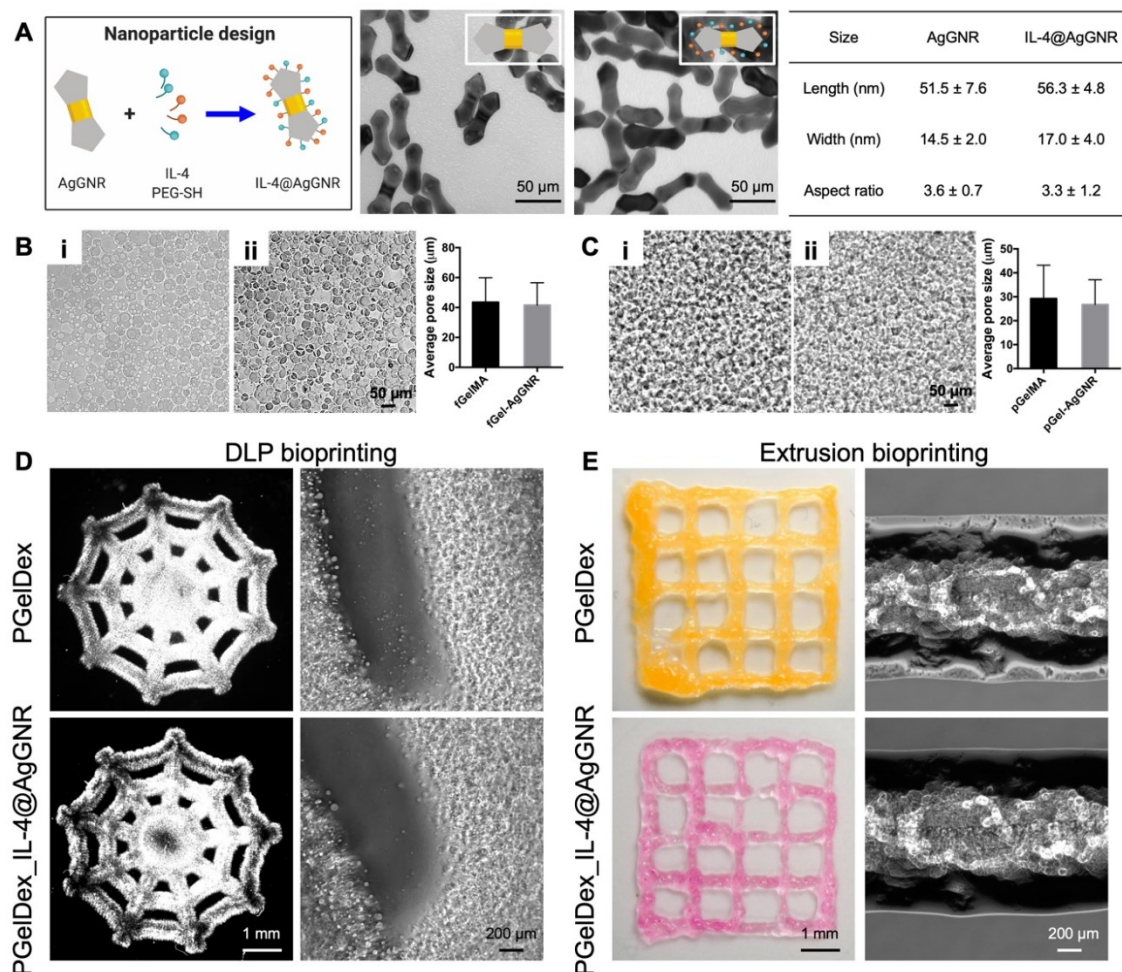 A
Nanoparticle design
+
AgGNR
IL-4
PEG-SH
IL-4@AgGNR
50 µm
50 µm
Size AgGNR IL-4@AgGNR
Length (nm) 51.5 ± 7.6 56.3 ± 4.8
Width (nm) 14.5 ± 2.0 17.0 ± 4.0
Aspect ratio 3.6 ± 0.7 3.3 ± 1.2
B
i
ii
50 µm
Average pore size (µm)
80
60
40
20
0
fGelMA
fGel-AgGNR
C
i
ii
50 µm
Average pore size (µm)
50
40
30
20
10
0
pGelMA
pGel-AgGNR
D
DLP bioprinting
PGelDex
PGelDex_IL-4@AgGNR
1 mm
200 µm
E
Extrusion bioprinting
PGelDex
PGelDex_IL-4@AgGNR
1 mm
200 µm